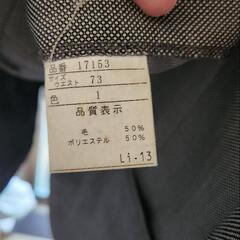 品番 17153
サイズ
ウエスト 73
色 1
品質表示
毛 50%
ポリエステル 50%
Li-13